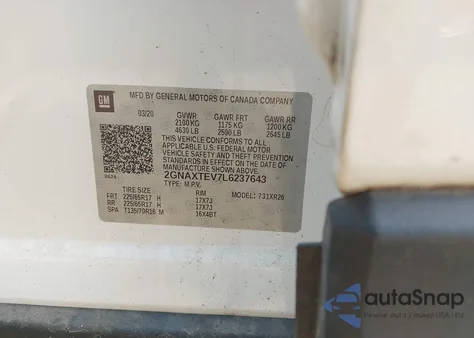 GM
MFD BY GENERAL MOTORS OF CANADA COMPANY
03/20 GVWR GAWR FRT GAWR RR
2100 KG 1175 KG 1200 KG
4630 LB 2590 LB 2645 LB
THIS VEHICLE CONFORMS TO ALL
APPLICABLE U.S. FEDERAL MOTOR
VEHICLE SAFETY AND THEFT PREVENTION
STANDARDS IN EFFECT ON THE DATE OF
MANUFACTURE SHOWN ABOVE.
2GNAXTEV7L6237643
TYPE: M.P.V. MODEL: 731XR26
TIRE SIZE RIM
FRT 225/65R17 H 17X7J
RR 225/65R17 H 17X7J
SPA T135/70R16 M 16X4BT
autoSnap